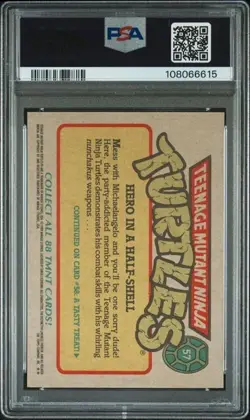 PSA
108066615
TEENAGE MUTANT NINJA
TURTLES
57
HERO IN A HALF-SHELL
Mess with Michaelangelo and you'll be one sorry dude!
Here, the party-addicted member of the Teenage Mutant
Ninja Turtles demonstrates his combat skills with his whirling
nunchakus weapons . . .
CONTINUED ON CARD #58, A TASTY TREAT!
COLLECT ALL 88 TMNT CARDS!